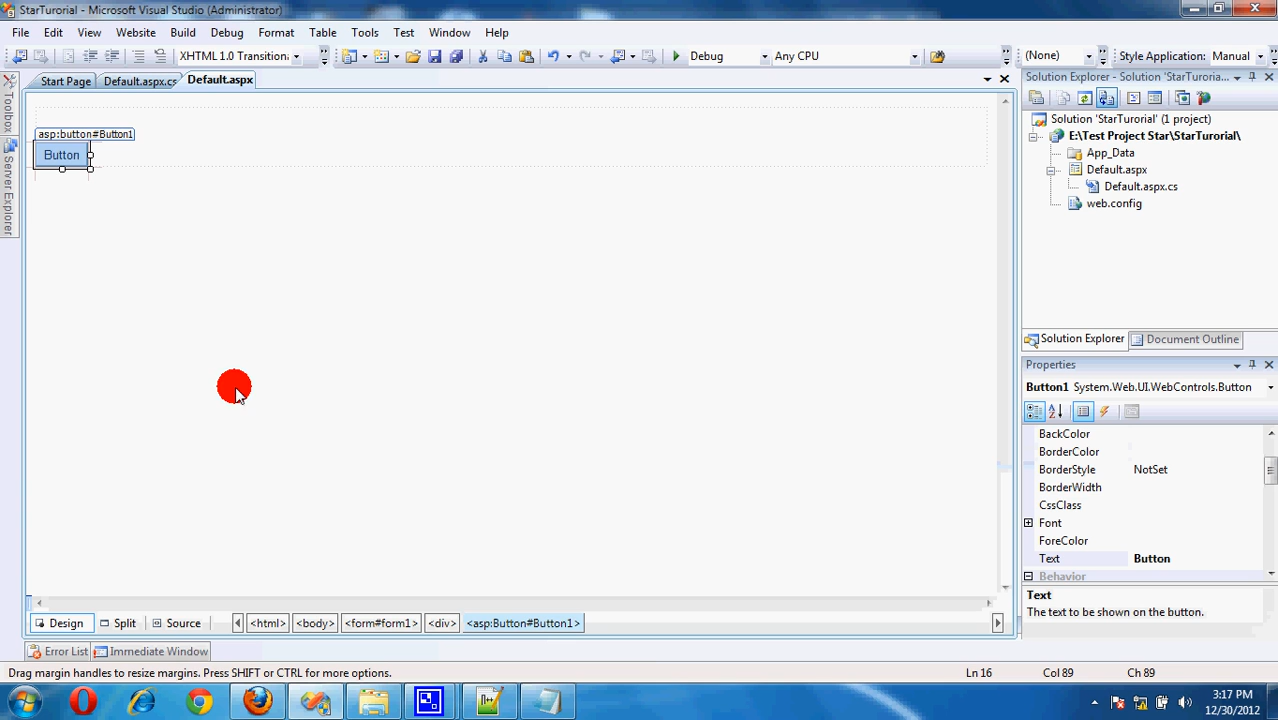 StarTurorial - Microsoft Visual Studio (Administrator)
File Edit View Website Build Debug Format Table Tools Test Window Help
XHTML 1.0 Transition Debug Any CPU (None) Style Application: Manual
Start Page Default.aspx.cs Default.aspx
Toolbox
Server Explorer
asp:button#Button1
Button
Solution Explorer - Solution 'StarTuroria...
Solution 'StarTurorial' (1 project)
E:\Test Project Star\StarTurorial\
App_Data
Default.aspx
Default.aspx.cs
web.config
Solution Explorer Document Outline
Properties
Button1 System.Web.UI.WebControls.Button
BackColor
BorderColor
BorderStyle NotSet
BorderWidth
CssClass
Font
ForeColor
Text Button
Behavior
Text
The text to be shown on the button.
Design Split Source <html> <body> <form#form1> <div> <asp:Button#Button1>
Error List Immediate Window
Drag margin handles to resize margins. Press SHIFT or CTRL for more options. Ln 16 Col 89 Ch 89
3:17 PM
12/30/2012